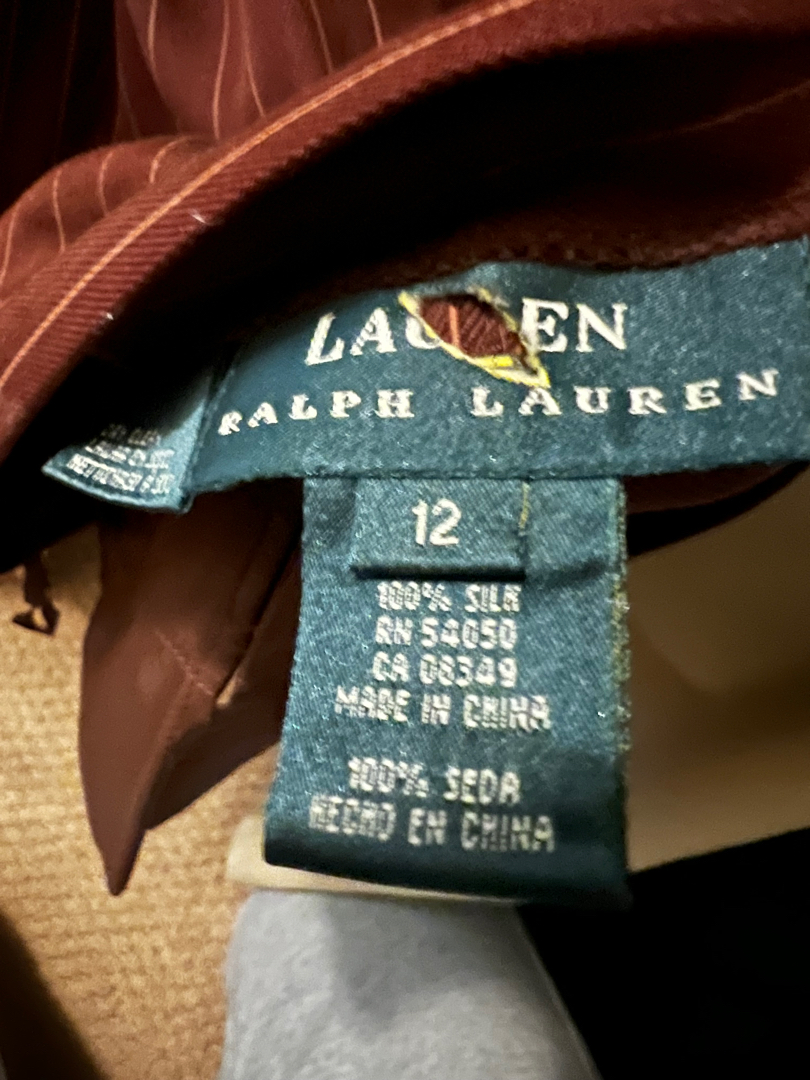 LAUREN
RALPH LAUREN
12
100% SILK
RN 54050
CA 08349
MADE IN CHINA
100% SEDA
HECHO EN CHINA